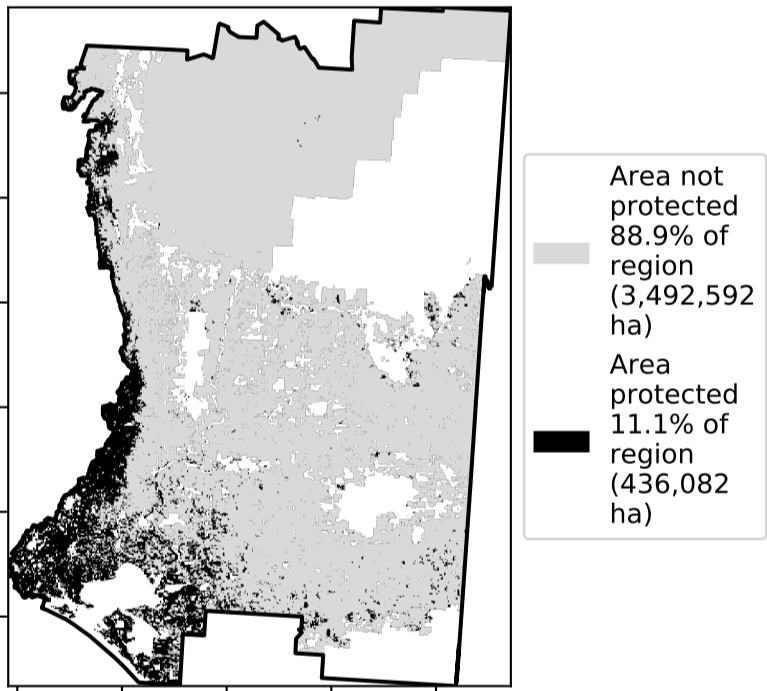 Area not
protected
88.9% of
region
(3,492,592
ha)
Area
protected
11.1% of
region
(436,082
ha)